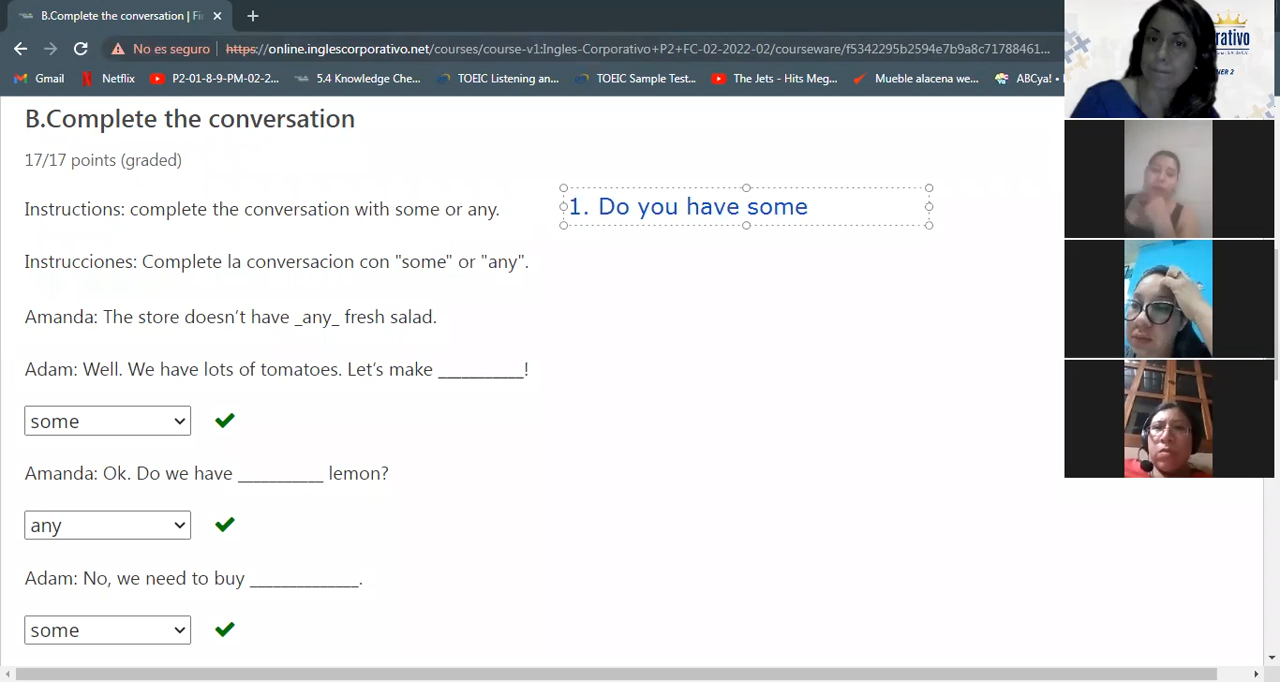 B.Complete the conversation | Fi
No es seguro
https://online.inglescorporativo.net/courses/course-v1:Ingles-Corporativo+P2+FC-02-2022-02/courseware/f5342295b2594e7b9a8c71788461...
Gmail
Netflix
P2-01-8-9-PM-02-2...
5.4 Knowledge Che...
TOEIC Listening an...
TOEIC Sample Test...
The Jets - Hits Meg...
Mueble alacena we...
ABCya! •
B.Complete the conversation
17/17 points (graded)
Instructions: complete the conversation with some or any.
1. Do you have some
Instrucciones: Complete la conversacion con "some" or "any".
Amanda: The store doesn’t have _any_ fresh salad.
Adam: Well. We have lots of tomatoes. Let’s make ___________!
some
Amanda: Ok. Do we have ___________ lemon?
any
Adam: No, we need to buy ______________.
some